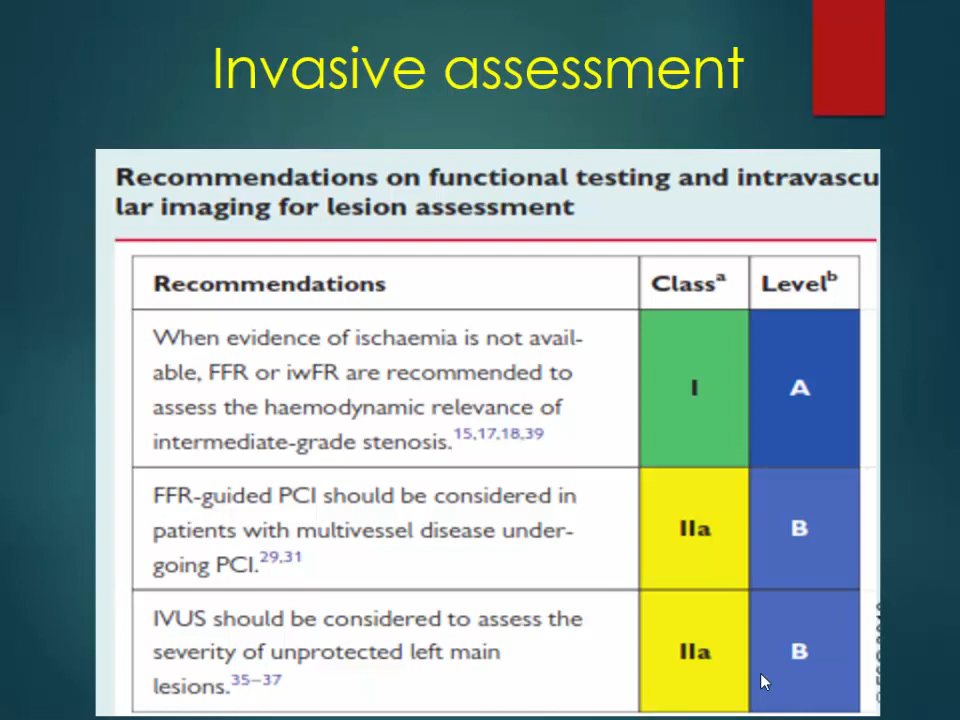 Invasive assessment
Recommendations on functional testing and intravascu
lar imaging for lesion assessment
Recommendations Classᵃ Levelᵇ
When evidence of ischaemia is not avail-
able, FFR or iwFR are recommended to
assess the haemodynamic relevance of
intermediate-grade stenosis.15,17,18,39
I A
FFR-guided PCI should be considered in
patients with multivessel disease under-
going PCI.29,31
IIa B
IVUS should be considered to assess the
severity of unprotected left main
lesions.35–37
IIa B